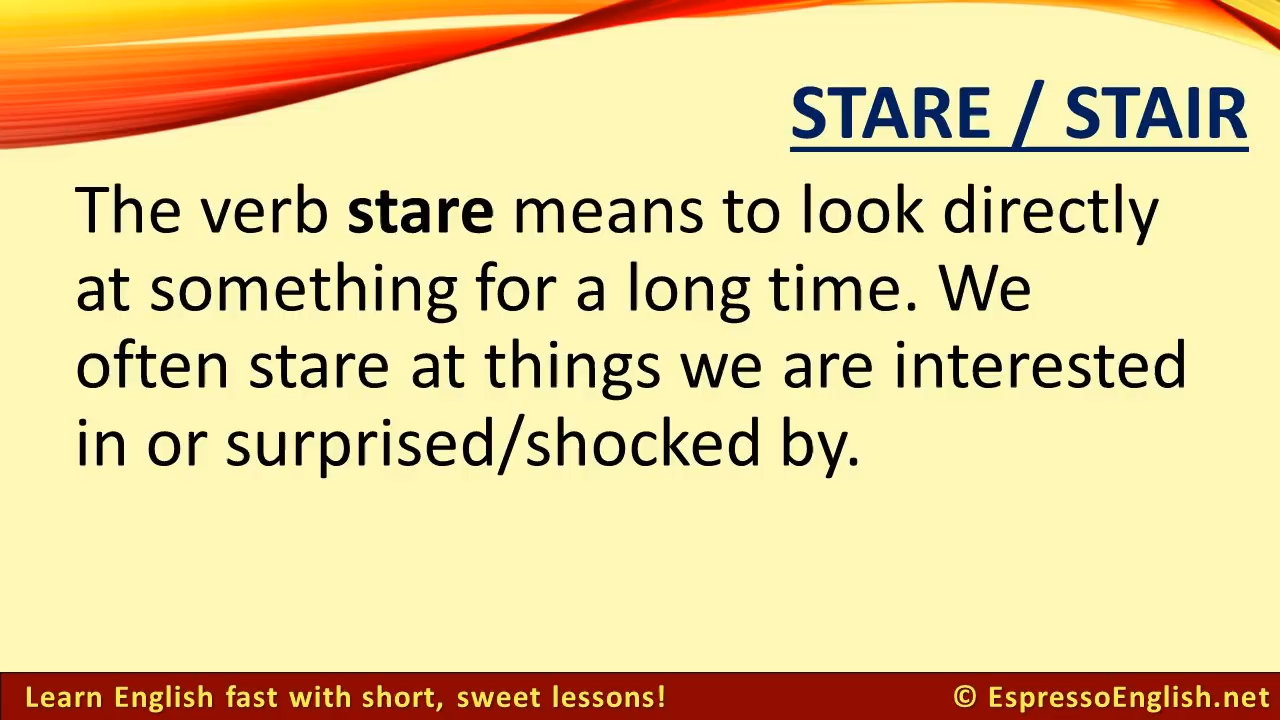 STARE / STAIR
The verb stare means to look directly
at something for a long time. We
often stare at things we are interested
in or surprised/shocked by.
Learn English fast with short, sweet lessons!
© EspressoEnglish.net